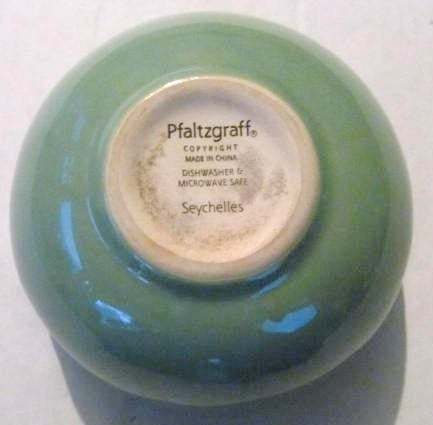 Pfaltzgraff®
COPYRIGHT
MADE IN CHINA
DISHWASHER &
MICROWAVE SAFE
Seychelles